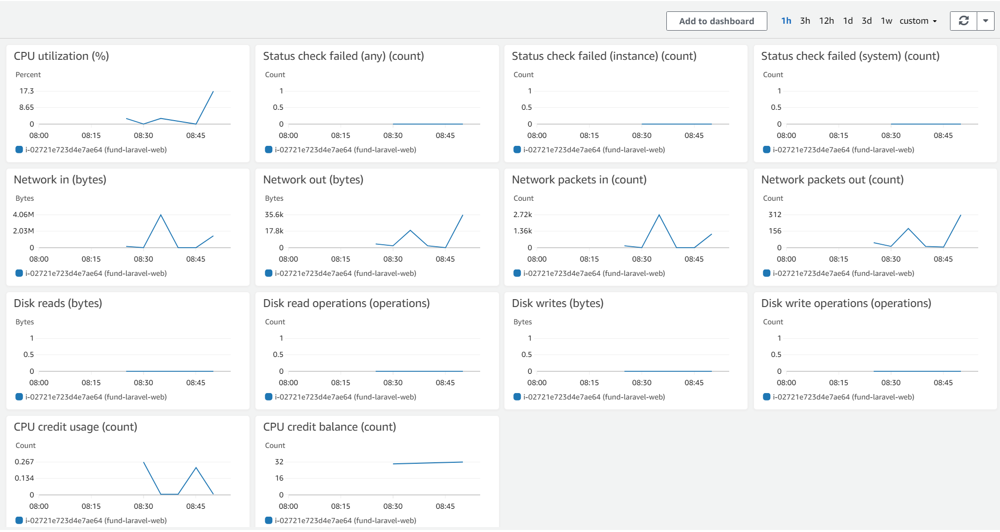 Add to dashboard 1h 3h 12h 1d 3d 1w custom
CPU utilization (%)
Percent
17.3
8.65
0
08:00 08:15 08:30 08:45
i-02721e723d4e7ae64 (fund-laravel-web)
Status check failed (any) (count)
Count
1
0.5
0
08:00 08:15 08:30 08:45
i-02721e723d4e7ae64 (fund-laravel-web)
Status check failed (instance) (count)
Count
1
0.5
0
08:00 08:15 08:30 08:45
i-02721e723d4e7ae64 (fund-laravel-web)
Status check failed (system) (count)
Count
1
0.5
0
08:00 08:15 08:30 08:45
i-02721e723d4e7ae64 (fund-laravel-web)
Network in (bytes)
Bytes
4.06M
2.03M
0
08:00 08:15 08:30 08:45
i-02721e723d4e7ae64 (fund-laravel-web)
Network out (bytes)
Bytes
35.6k
17.8k
0
08:00 08:15 08:30 08:45
i-02721e723d4e7ae64 (fund-laravel-web)
Network packets in (count)
Count
2.72k
1.36k
0
08:00 08:15 08:30 08:45
i-02721e723d4e7ae64 (fund-laravel-web)
Network packets out (count)
Count
312
156
0
08:00 08:15 08:30 08:45
i-02721e723d4e7ae64 (fund-laravel-web)
Disk reads (bytes)
Bytes
1
0.5
0
08:00 08:15 08:30 08:45
i-02721e723d4e7ae64 (fund-laravel-web)
Disk read operations (operations)
Count
1
0.5
0
08:00 08:15 08:30 08:45
i-02721e723d4e7ae64 (fund-laravel-web)
Disk writes (bytes)
Bytes
1
0.5
0
08:00 08:15 08:30 08:45
i-02721e723d4e7ae64 (fund-laravel-web)
Disk write operations (operations)
Count
1
0.5
0
08:00 08:15 08:30 08:45
i-02721e723d4e7ae64 (fund-laravel-web)
CPU credit usage (count)
Count
0.267
0.134
0
08:00 08:15 08:30 08:45
i-02721e723d4e7ae64 (fund-laravel-web)
CPU credit balance (count)
Count
32
16
0
08:00 08:15 08:30 08:45
i-02721e723d4e7ae64 (fund-laravel-web)